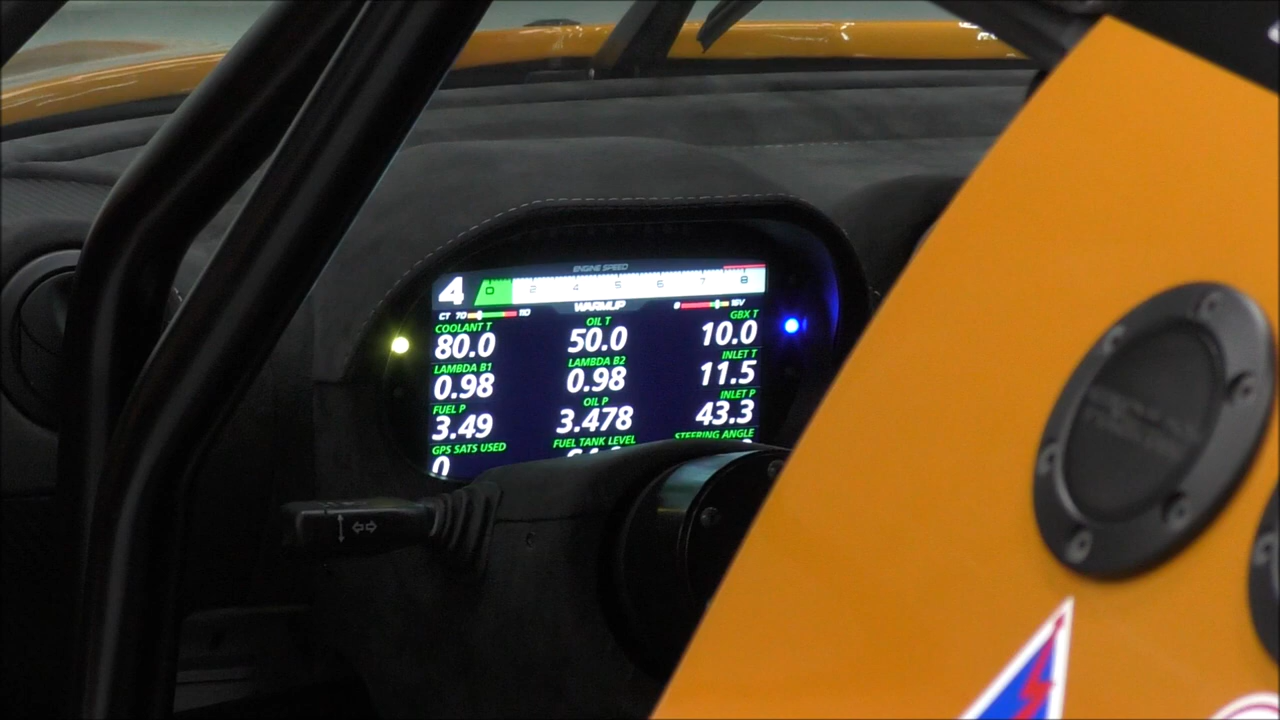 ENGINE SPEED
4 0 2 4 5 6 7 8
WARMUP
CT 70 110 8 16V
COOLANT T OIL T GBX T
80.0 50.0 10.0
LAMBDA B1 LAMBDA B2 INLET T
0.98 0.98 11.5
FUEL P OIL P INLET P
3.49 3.478 43.3
GPS SATS USED FUEL TANK LEVEL STEERING ANGLE
0